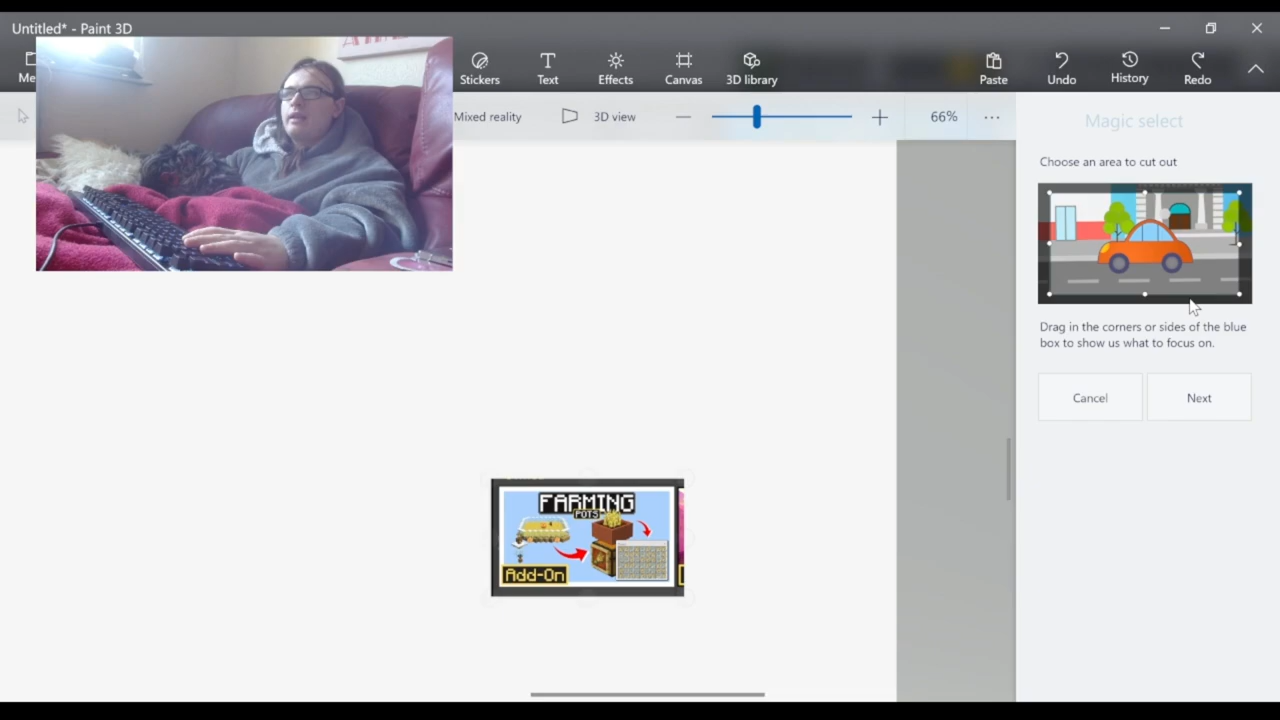 Untitled* - Paint 3D
Me
Stickers
Text
Effects
Canvas
3D library
Paste
Undo
History
Redo
Mixed reality
3D view
66%
Magic select
Choose an area to cut out
Drag in the corners or sides of the blue
box to show us what to focus on.
Cancel
Next
FARMING
POTS
Add-On